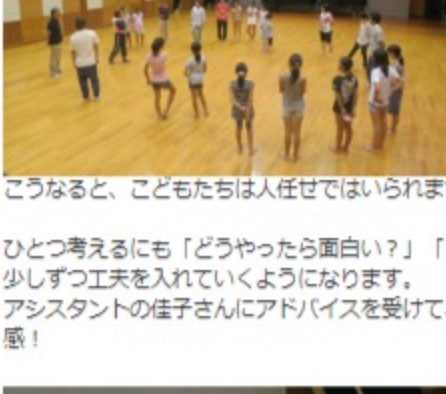 こうなると、こどもたちは人任せではいられま
ひとつ考えるにも「どうやったら面白い？」「
少しずつ工夫を入れていくようになります。
アシスタントの佳子さんにアドバイスを受けて
感！